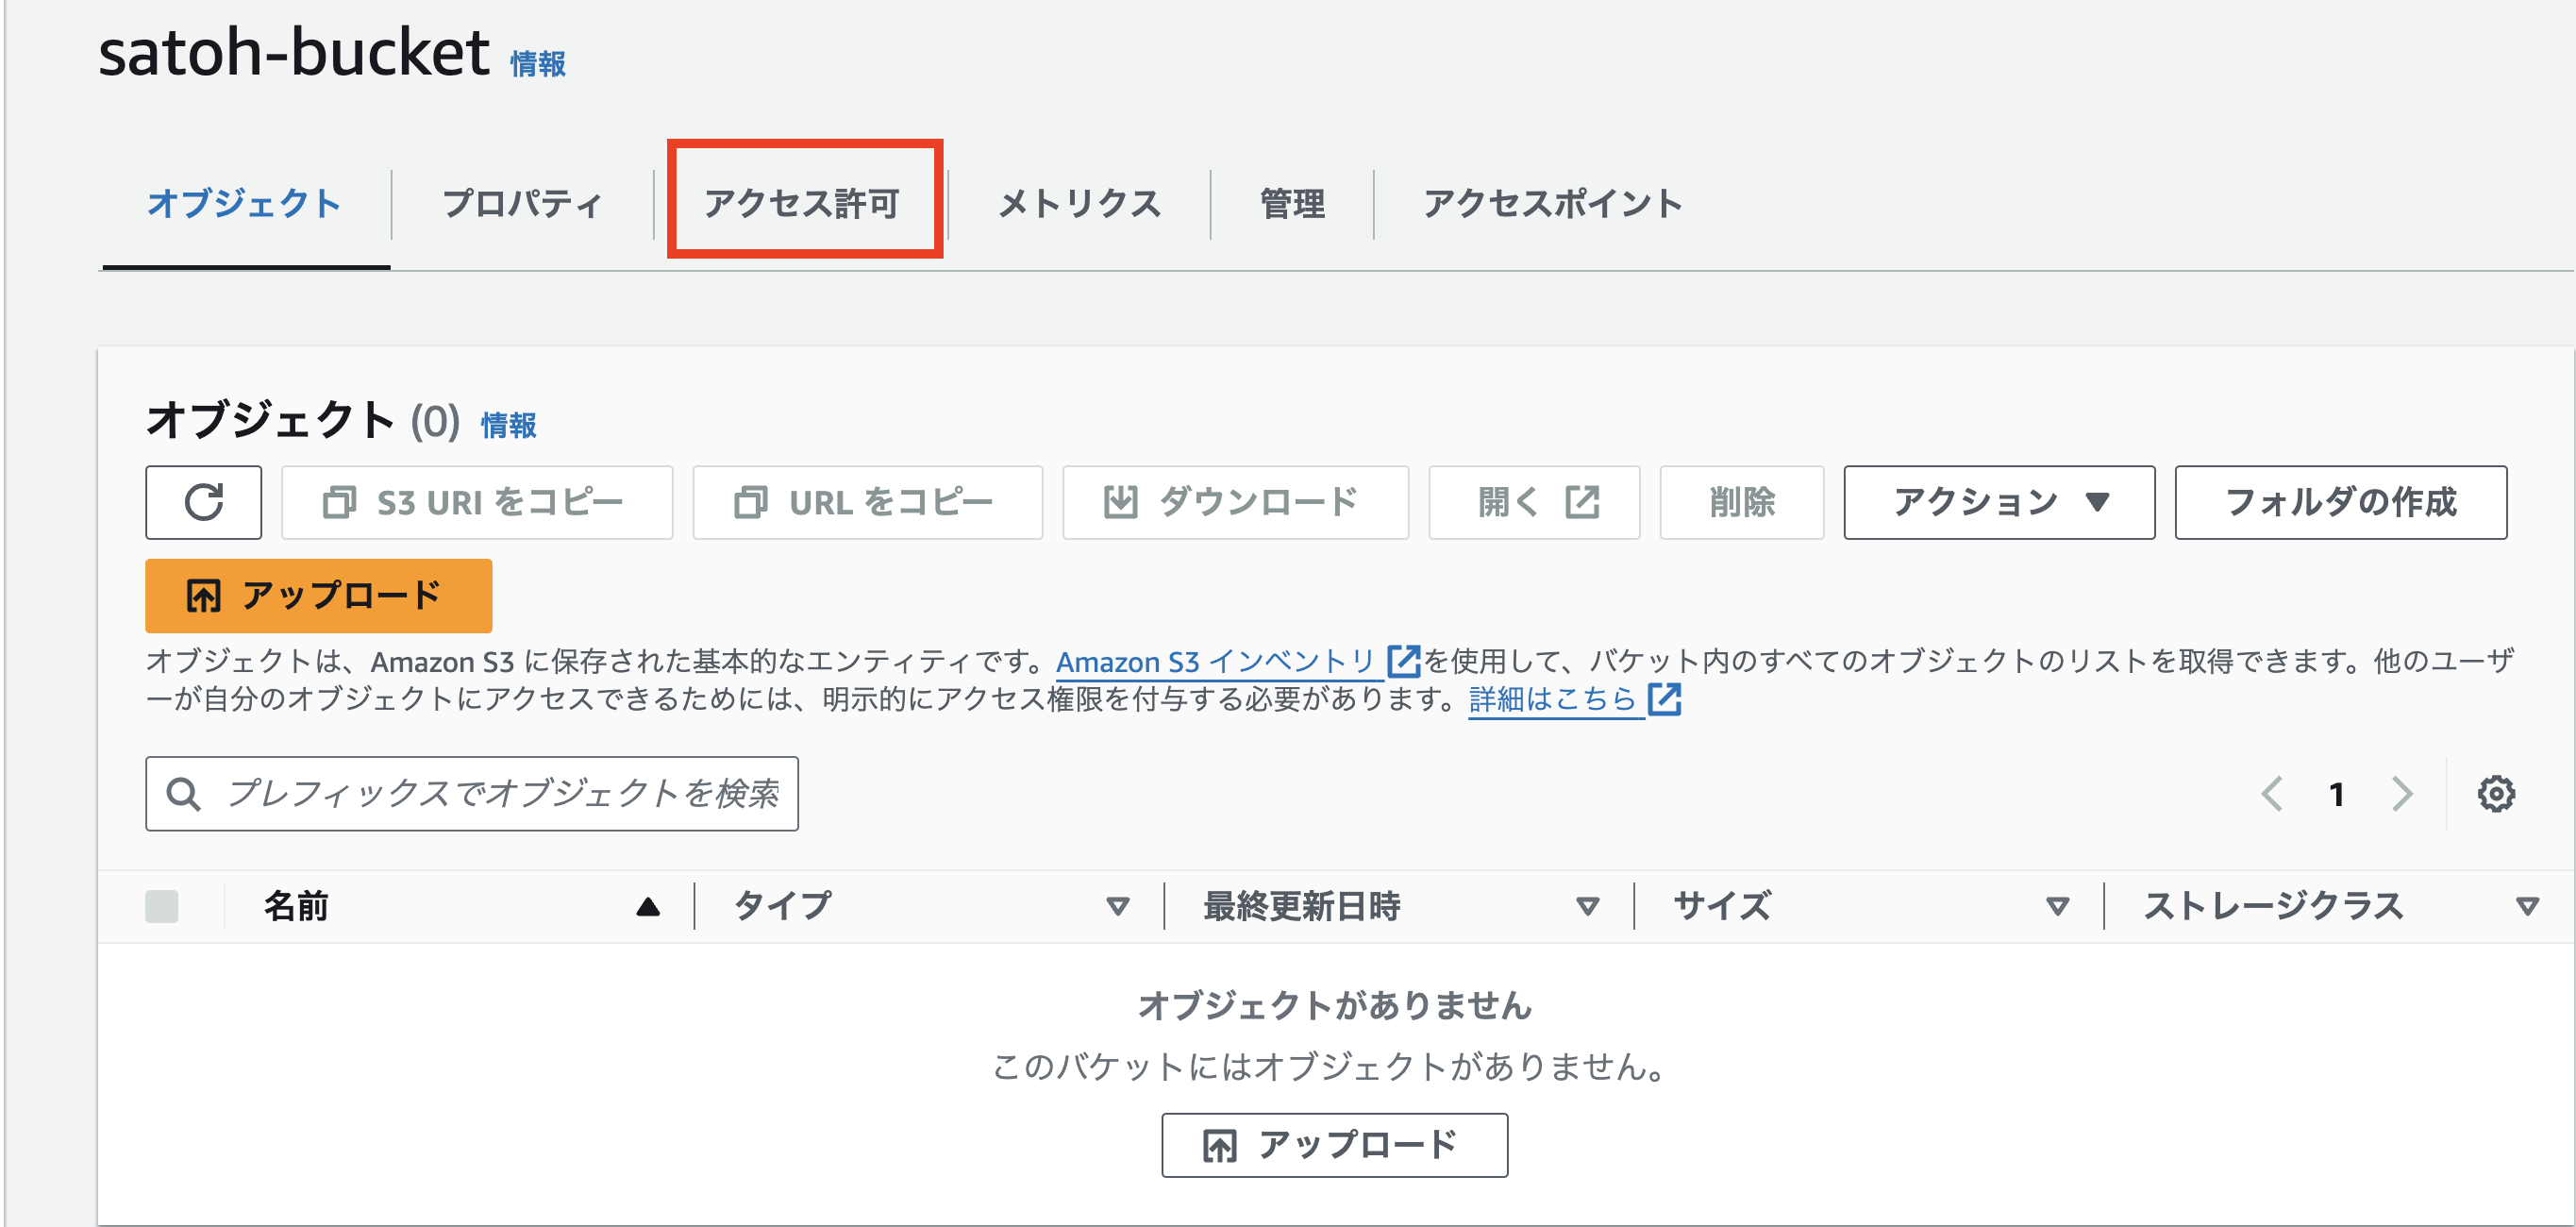 satoh-bucket 情報
オブジェクト プロパティ アクセス許可 メトリクス 管理 アクセスポイント
オブジェクト (0) 情報
S3 URI をコピー URL をコピー ダウンロード 開く 削除 アクション フォルダの作成
アップロード
オブジェクトは、Amazon S3 に保存された基本的なエンティティです。Amazon S3 インベントリ を使用して、バケット内のすべてのオブジェクトのリストを取得できます。他のユーザ
ーが自分のオブジェクトにアクセスできるためには、明示的にアクセス権限を付与する必要があります。詳細はこちら
プレフィックスでオブジェクトを検索 1
名前 タイプ 最終更新日時 サイズ ストレージクラス
オブジェクトがありません
このバケットにはオブジェクトがありません。
アップロード